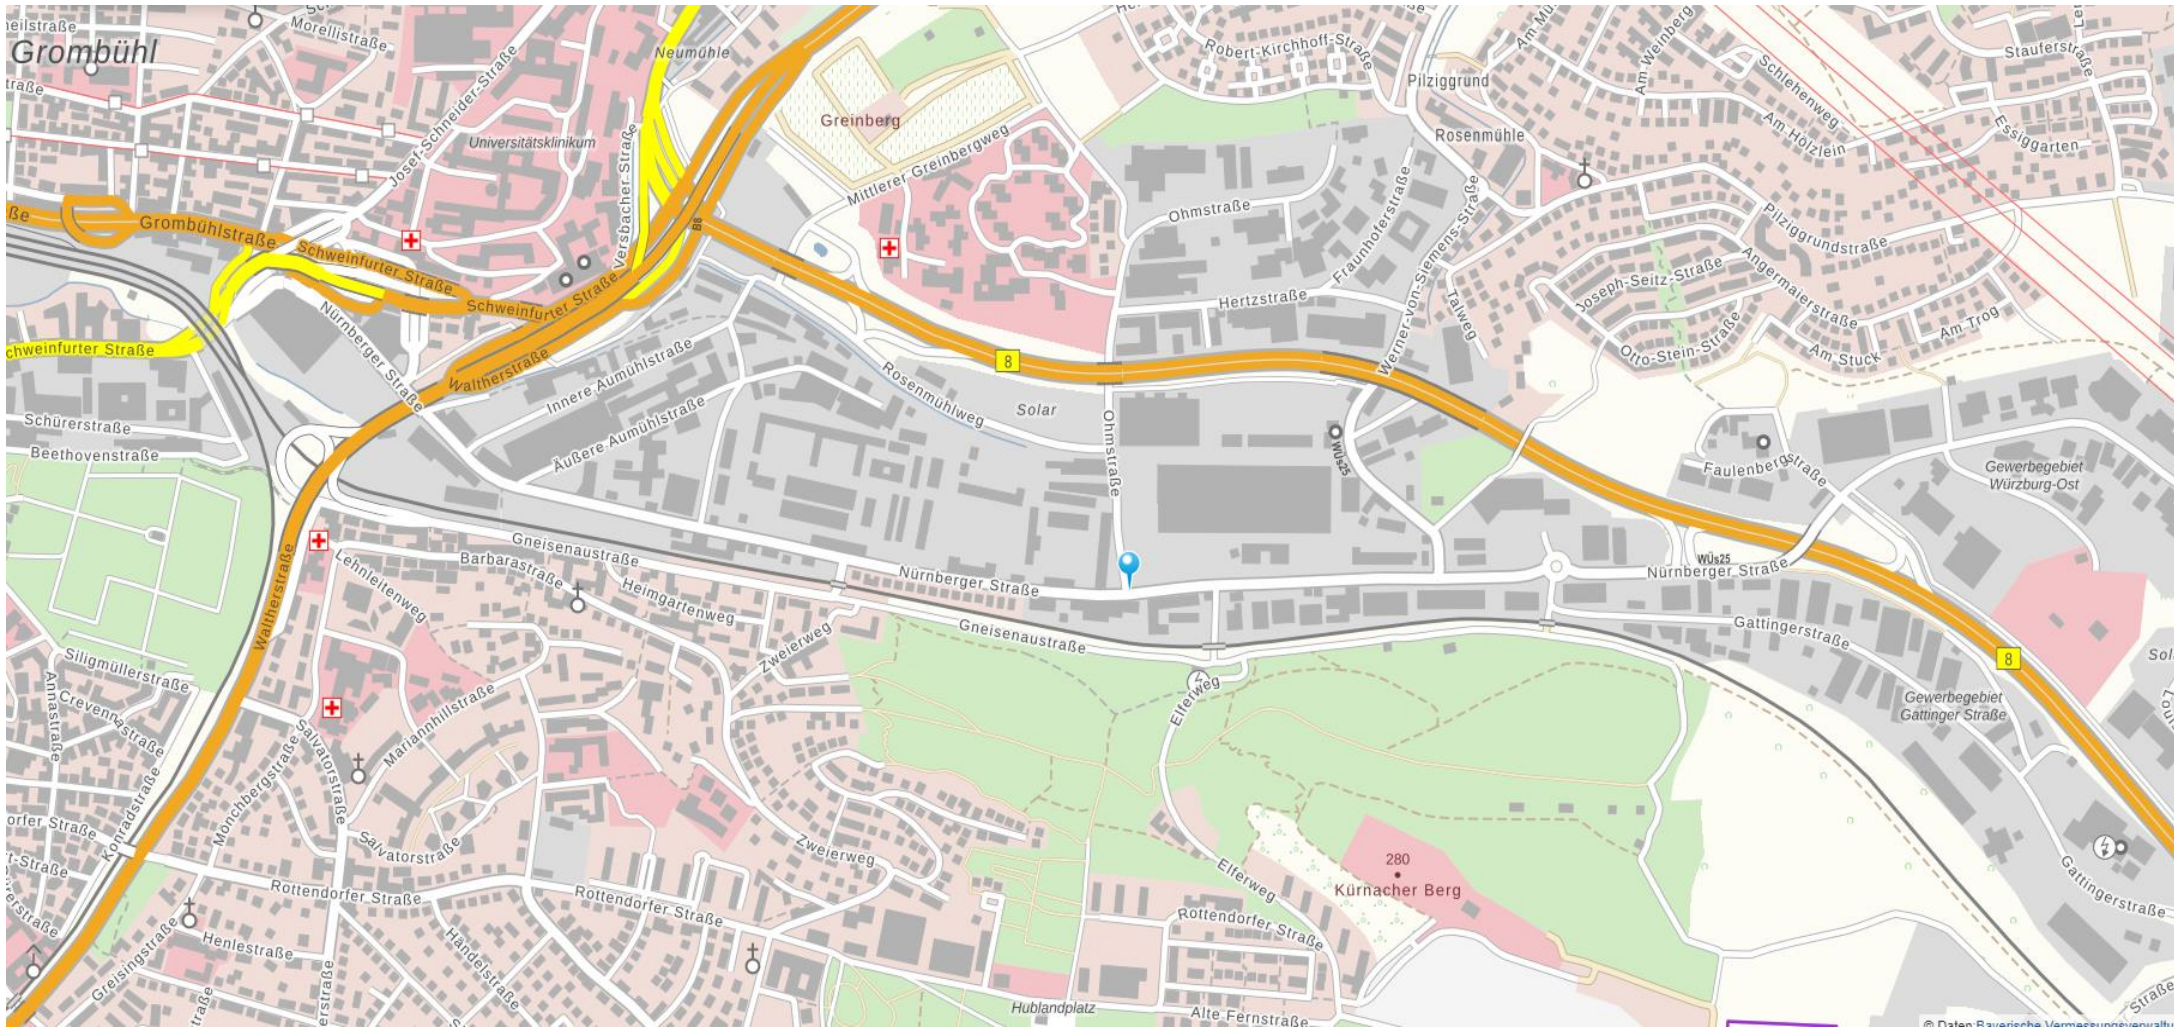 Grombühl
Morellistraße
Josef-Schneider-Straße
Universitätsklinikum
Neumühle
Versbacher Straße
Greinberg
Mittlerer Greinbergweg
Robert-Kirchhoff-Straße
Pilziggrund
Rosenmühle
Am Weinberg
Schlehenweg
Am Hölzlein
Stauferstraße
Essiggarten
Grombühlstraße
Schweinfurter Straße
Schweinfurter Straße
B8
Ohmstraße
Fraunhoferstraße
Hertzstraße
Werner-von-Siemens-Straße
Talweg
Pilziggrundstraße
Joseph-Seitz-Straße
Angermaierstraße
Otto-Stein-Straße
Am Stuck
Am Trog
chweinfurter Straße
Nürnberger Straße
Waltherstraße
Innere Aumühlstraße
Äußere Aumühlstraße
Rosenmühlweg
8
Solar
Ohmstraße
WÜs25
Schürerstraße
Beethovenstraße
Faulenbergstraße
Gewerbegebiet
Würzburg-Ost
Gneisenaustraße
Barbarastraße
Lehnleitenweg
Heimgartenweg
Zweierweg
Nürnberger Straße
Gneisenaustraße
WÜs25
Nürnberger Straße
Gattingerstraße
8
Waltherstraße
Siligmüllerstraße
Annastraße
Crevennastraße
Mariannhillstraße
Salvatorstraße
Mönchbergstraße
Konradstraße
Elferweg
Gewerbegebiet
Gattinger Straße
Salvatorstraße
Zweierweg
Elferweg
280
Kürnacher Berg
Gattingerstraße
orfer Straße
t-Straße
Rottendorfer Straße
Rottendorfer Straße
Rottendorfer Straße
Henlestraße
Greisingstraße
Händelstraße
Hublandplatz
Alte Fernstraße
Straße
© Daten: Bayerische Vermessungsverwaltu